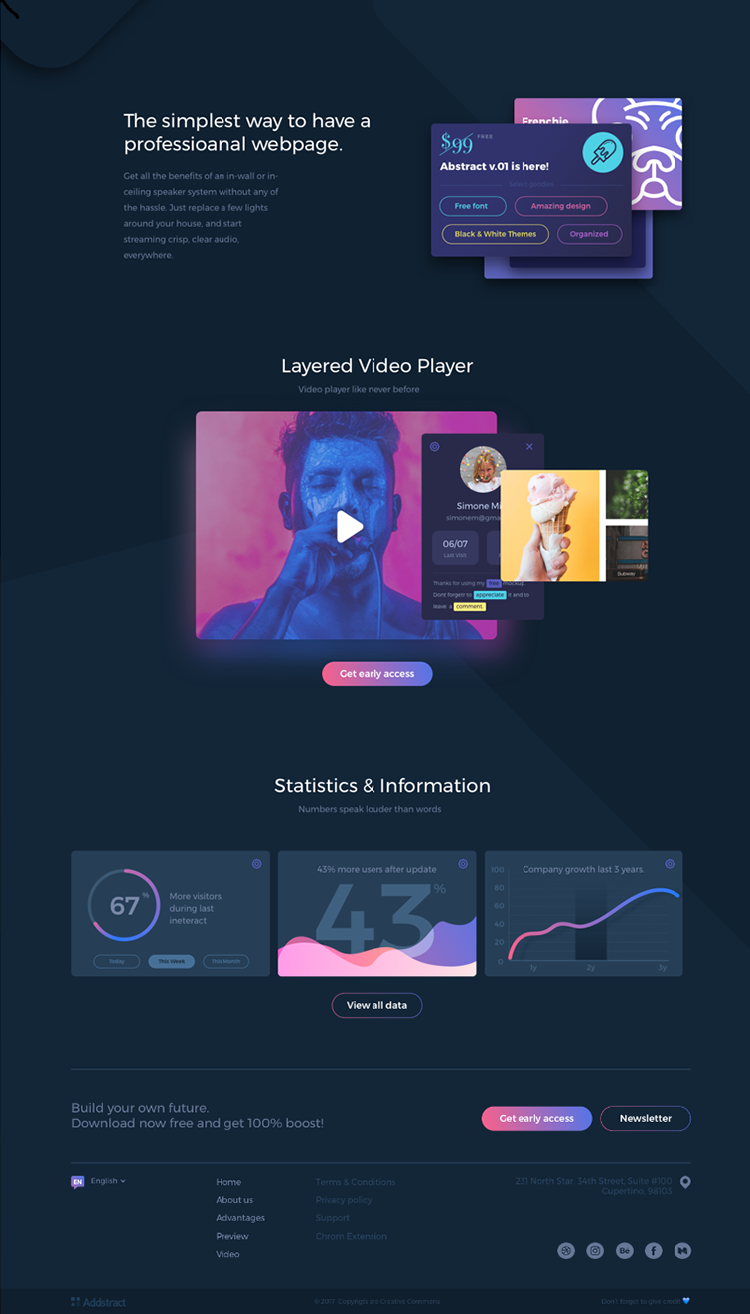 The simplest way to have a
professioanal webpage.
Get all the benefits of an in-wall or in-
ceiling speaker system without any of
the hassle. Just replace a few lights
around your house, and start
streaming crisp, clear audio,
everywhere.
Frenchie
$99 FREE
Abstract v.01 is here!
Select goodies
Free font
Amazing design
Black & White Themes
Organized
Layered Video Player
Video player like never before
Simone Mi
simonem@gma
06/07
Last Visit
Thanks for using my free mockup.
Dont forgetr to appreciate it and to
leave a comment.
Subway
Get early access
Statistics & Information
Numbers speak louder than words
67%
More visitors
during last
ineteract
Today
This Week
This Month
43% more users after update
43%
Company growth last 3 years.
100
80
60
40
20
0
1y
2y
3y
View all data
Build your own future.
Download now free and get 100% boost!
Get early access
Newsletter
EN English
Home
About us
Advantages
Preview
Video
Terms & Conditions
Privacy policy
Support
Chrom Extension
231 North Star 34th Street, Suite #100
Cupertino, 98103
Bē
f
Addstract
© 2017 Copyrights are Creative Commons
Don't forget to give credit